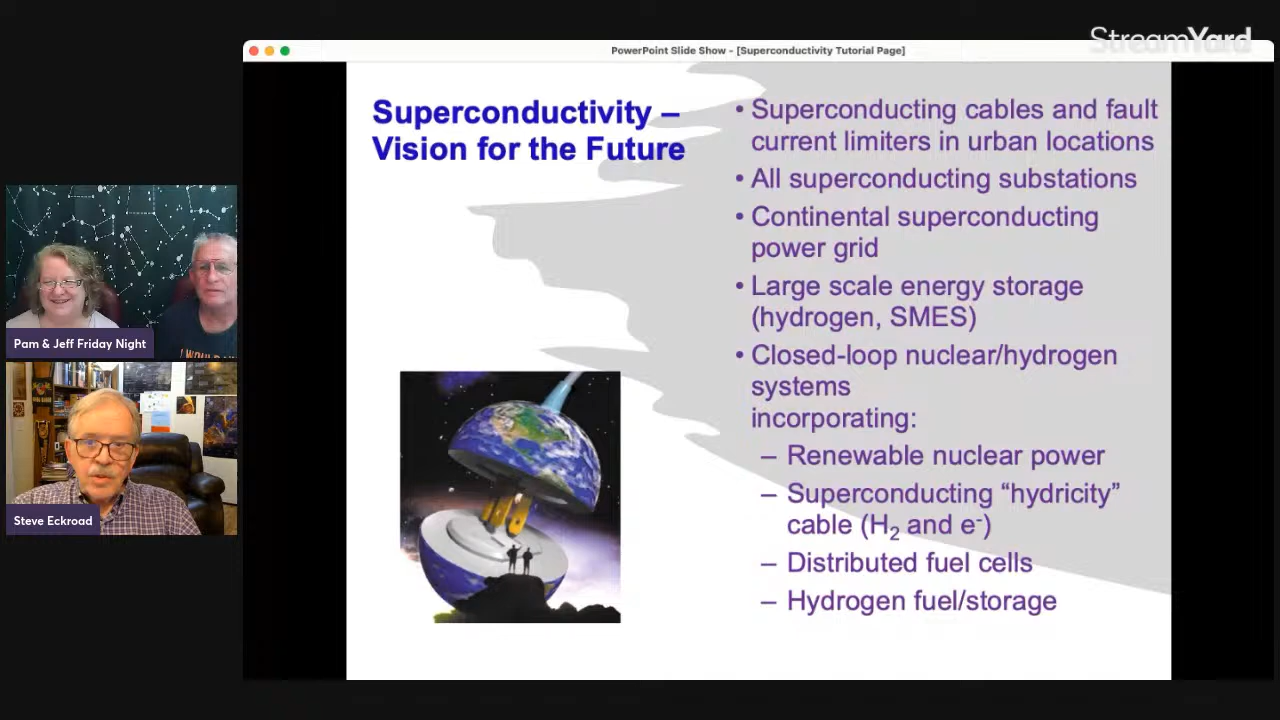 StreamYard
PowerPoint Slide Show - [Superconductivity Tutorial Page]
Superconductivity –
Vision for the Future
• Superconducting cables and fault
current limiters in urban locations
• All superconducting substations
• Continental superconducting
power grid
• Large scale energy storage
(hydrogen, SMES)
• Closed-loop nuclear/hydrogen
systems
incorporating:
– Renewable nuclear power
– Superconducting “hydricity”
cable (H₂ and e⁻)
– Distributed fuel cells
– Hydrogen fuel/storage
Pam & Jeff Friday Night
Steve Eckroad